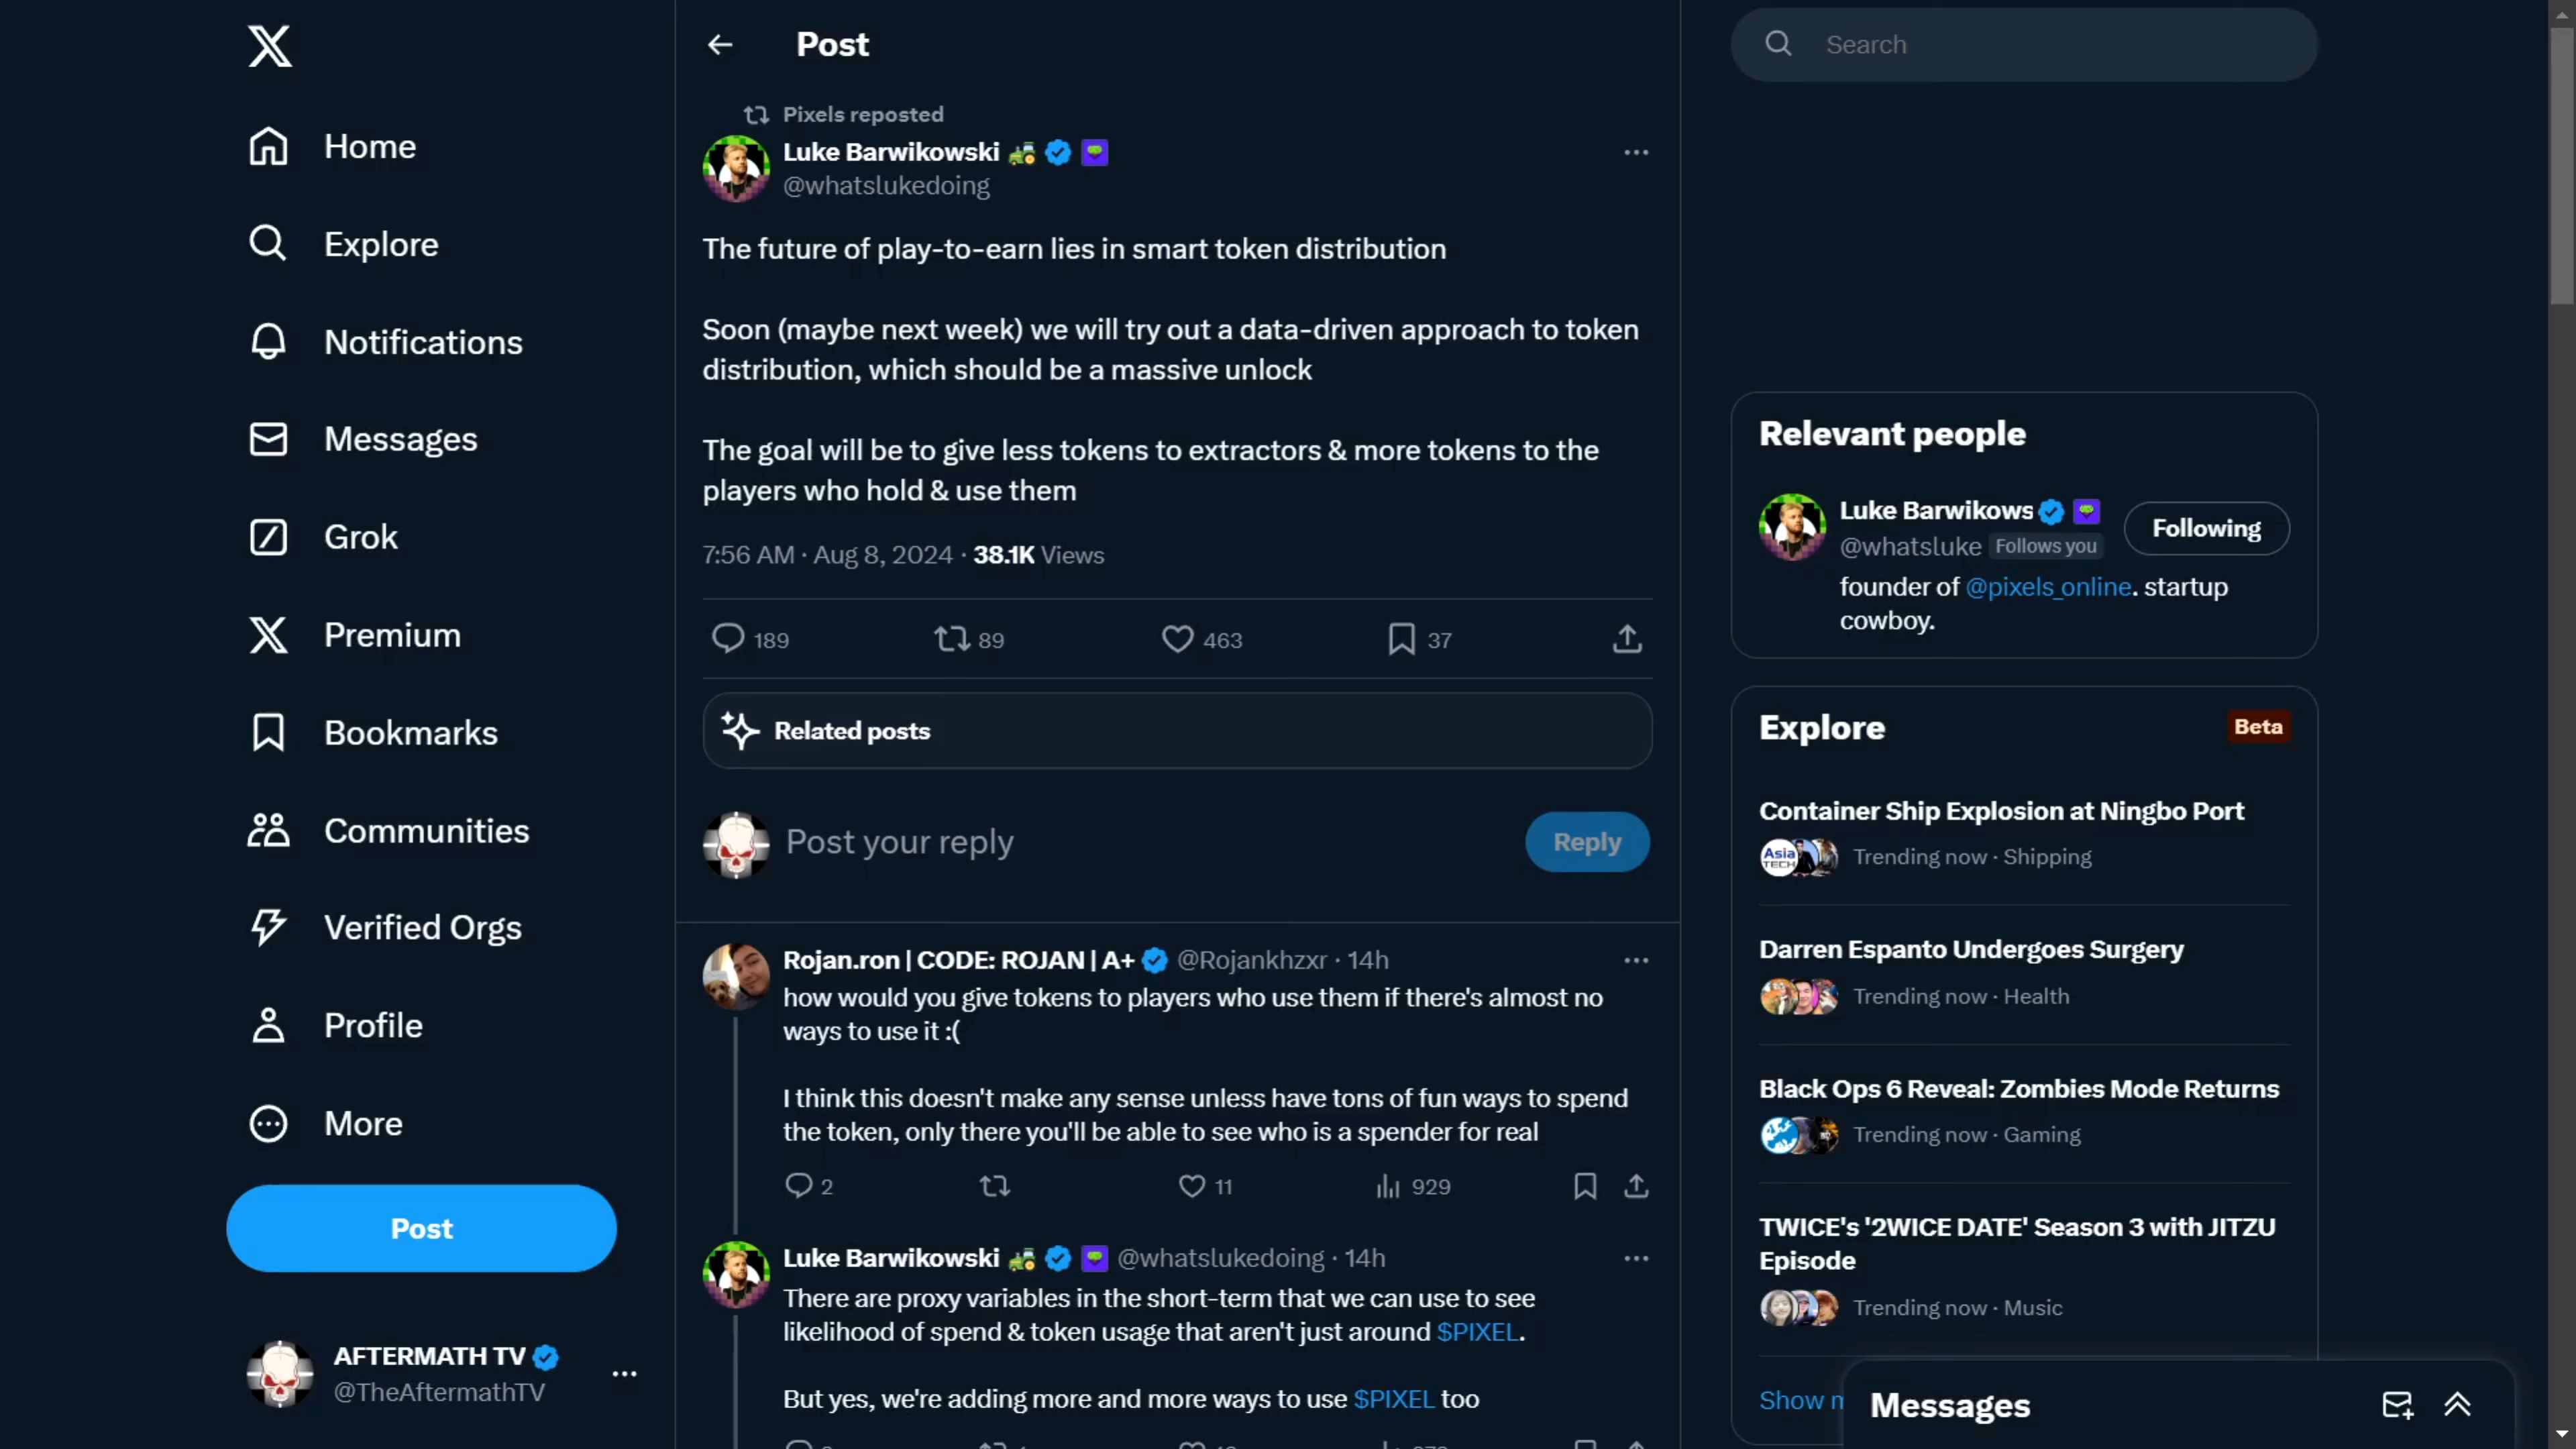 Home
Explore
Notifications
Messages
Grok
Premium
Bookmarks
Communities
Verified Orgs
Profile
More
Post
AFTERMATH TV
@TheAftermathTV
Post
Pixels reposted
Luke Barwikowski
@whatslukedoing
The future of play-to-earn lies in smart token distribution
Soon (maybe next week) we will try out a data-driven approach to token
distribution, which should be a massive unlock
The goal will be to give less tokens to extractors & more tokens to the
players who hold & use them
7:56 AM · Aug 8, 2024 · 38.1K Views
189 89 463 37
Related posts
Post your reply
Reply
Rojan.ron | CODE: ROJAN | A+ @Rojankhzxr · 14h
how would you give tokens to players who use them if there's almost no
ways to use it :(
I think this doesn't make any sense unless have tons of fun ways to spend
the token, only there you'll be able to see who is a spender for real
2 11 929
Luke Barwikowski @whatslukedoing · 14h
There are proxy variables in the short-term that we can use to see
likelihood of spend & token usage that aren't just around $PIXEL.
But yes, we're adding more and more ways to use $PIXEL too
Search
Relevant people
Luke Barwikows
@whatsluke Follows you
Following
founder of @pixels_online. startup
cowboy.
Explore
Beta
Container Ship Explosion at Ningbo Port
Asia
TECH
Trending now · Shipping
Darren Espanto Undergoes Surgery
Trending now · Health
Black Ops 6 Reveal: Zombies Mode Returns
Trending now · Gaming
TWICE's '2WICE DATE' Season 3 with JITZU
Episode
Trending now · Music
Show
Messages